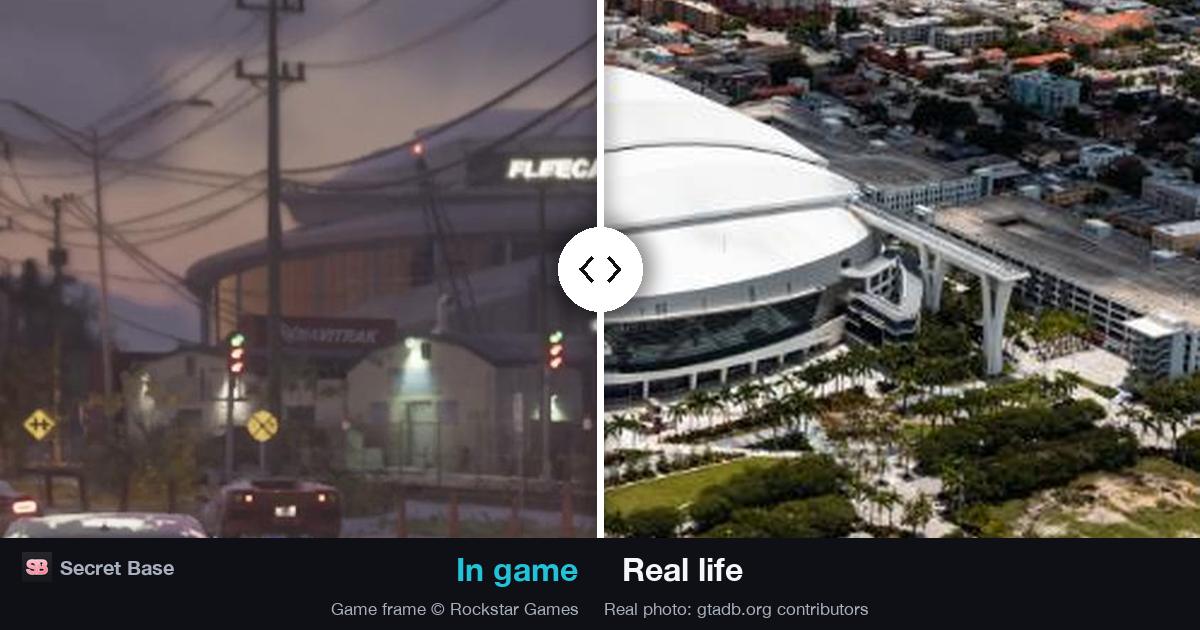 FLEECA
SB Secret Base
In game
Real life
Game frame © Rockstar Games
Real photo: gtadb.org contributors